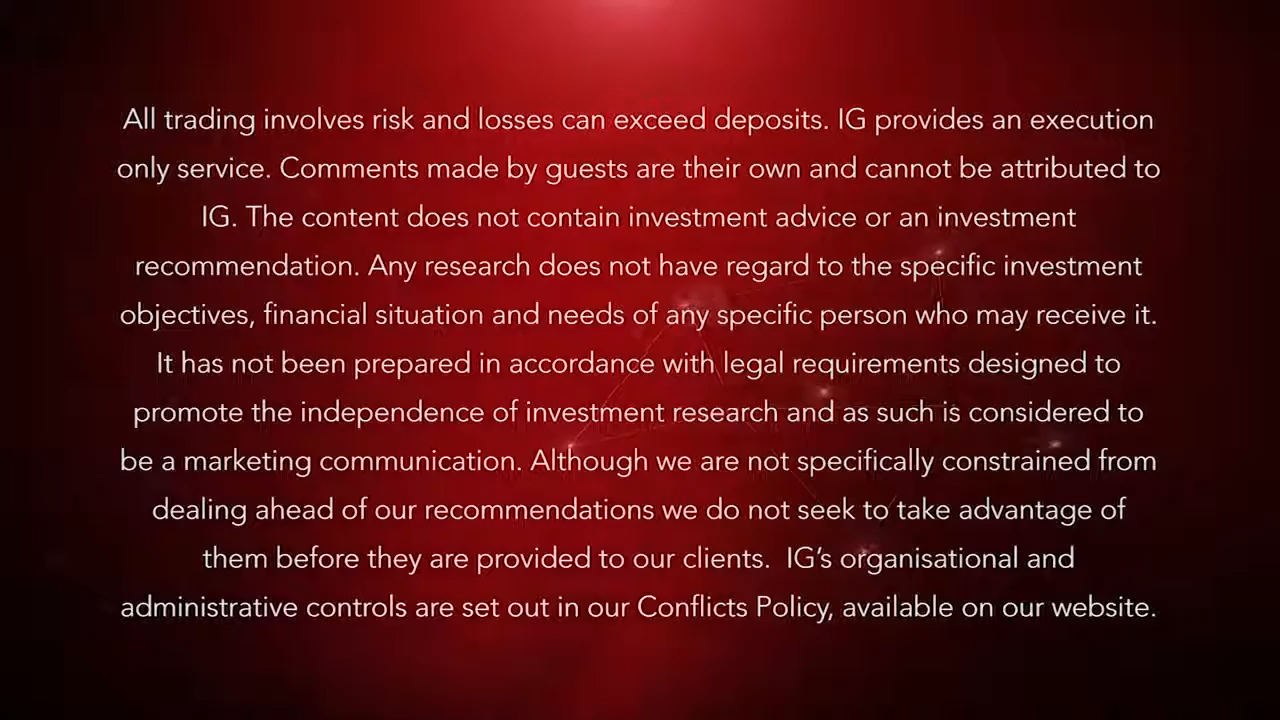 All trading involves risk and losses can exceed deposits. IG provides an execution
only service. Comments made by guests are their own and cannot be attributed to
IG. The content does not contain investment advice or an investment
recommendation. Any research does not have regard to the specific investment
objectives, financial situation and needs of any specific person who may receive it.
It has not been prepared in accordance with legal requirements designed to
promote the independence of investment research and as such is considered to
be a marketing communication. Although we are not specifically constrained from
dealing ahead of our recommendations we do not seek to take advantage of
them before they are provided to our clients.  IG’s organisational and
administrative controls are set out in our Conflicts Policy, available on our website.